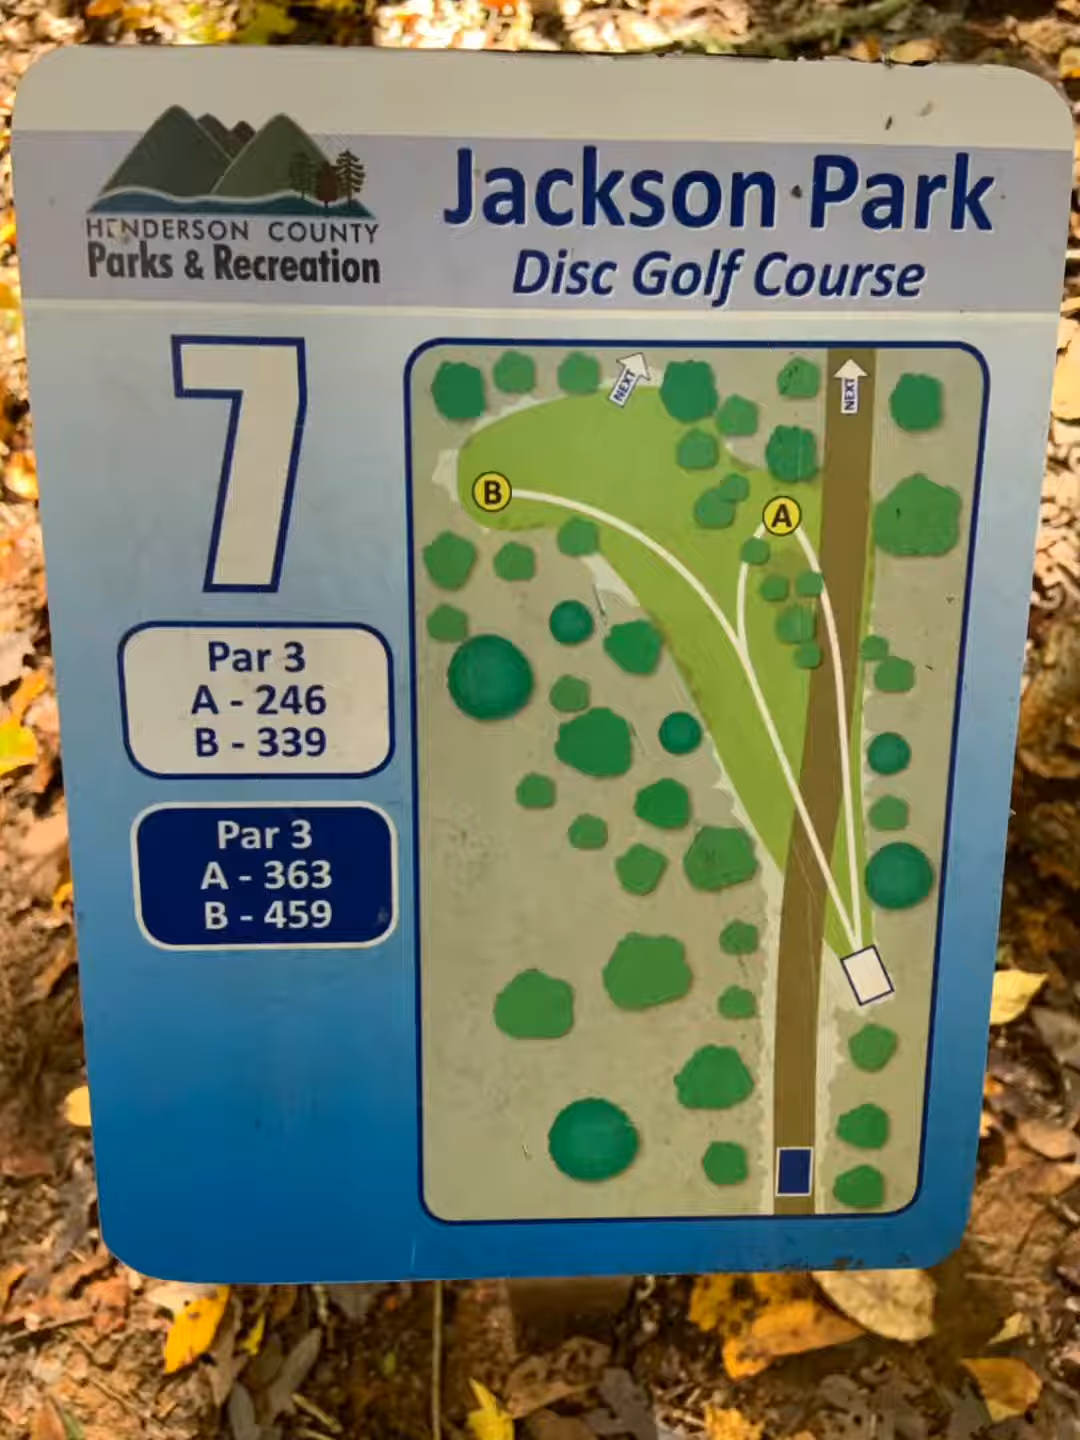 HENDERSON COUNTY
Parks & Recreation
Jackson Park
Disc Golf Course
7
Par 3
A - 246
B - 339
Par 3
A - 363
B - 459
NEXT
NEXT
B
A